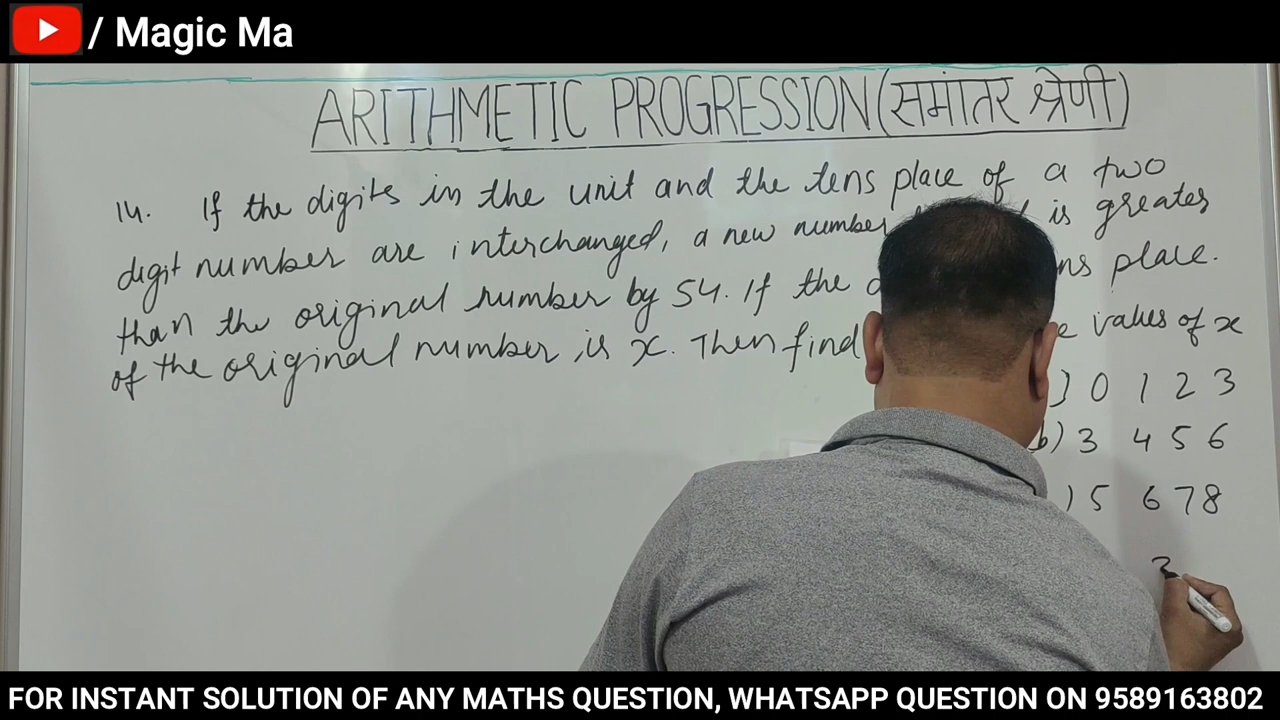 / Magic Ma
ARITHMETIC PROGRESSION(समांतर श्रेणी)
14. If the digits in the unit and the tens place of a two
digit number are interchanged, a new number is greater
than the original number by 54. If the place.
of the original number is x. Then find values of x
0 1 2 3
b) 3 4 5 6
) 5 6 7 8
FOR INSTANT SOLUTION OF ANY MATHS QUESTION, WHATSAPP QUESTION ON 9589163802